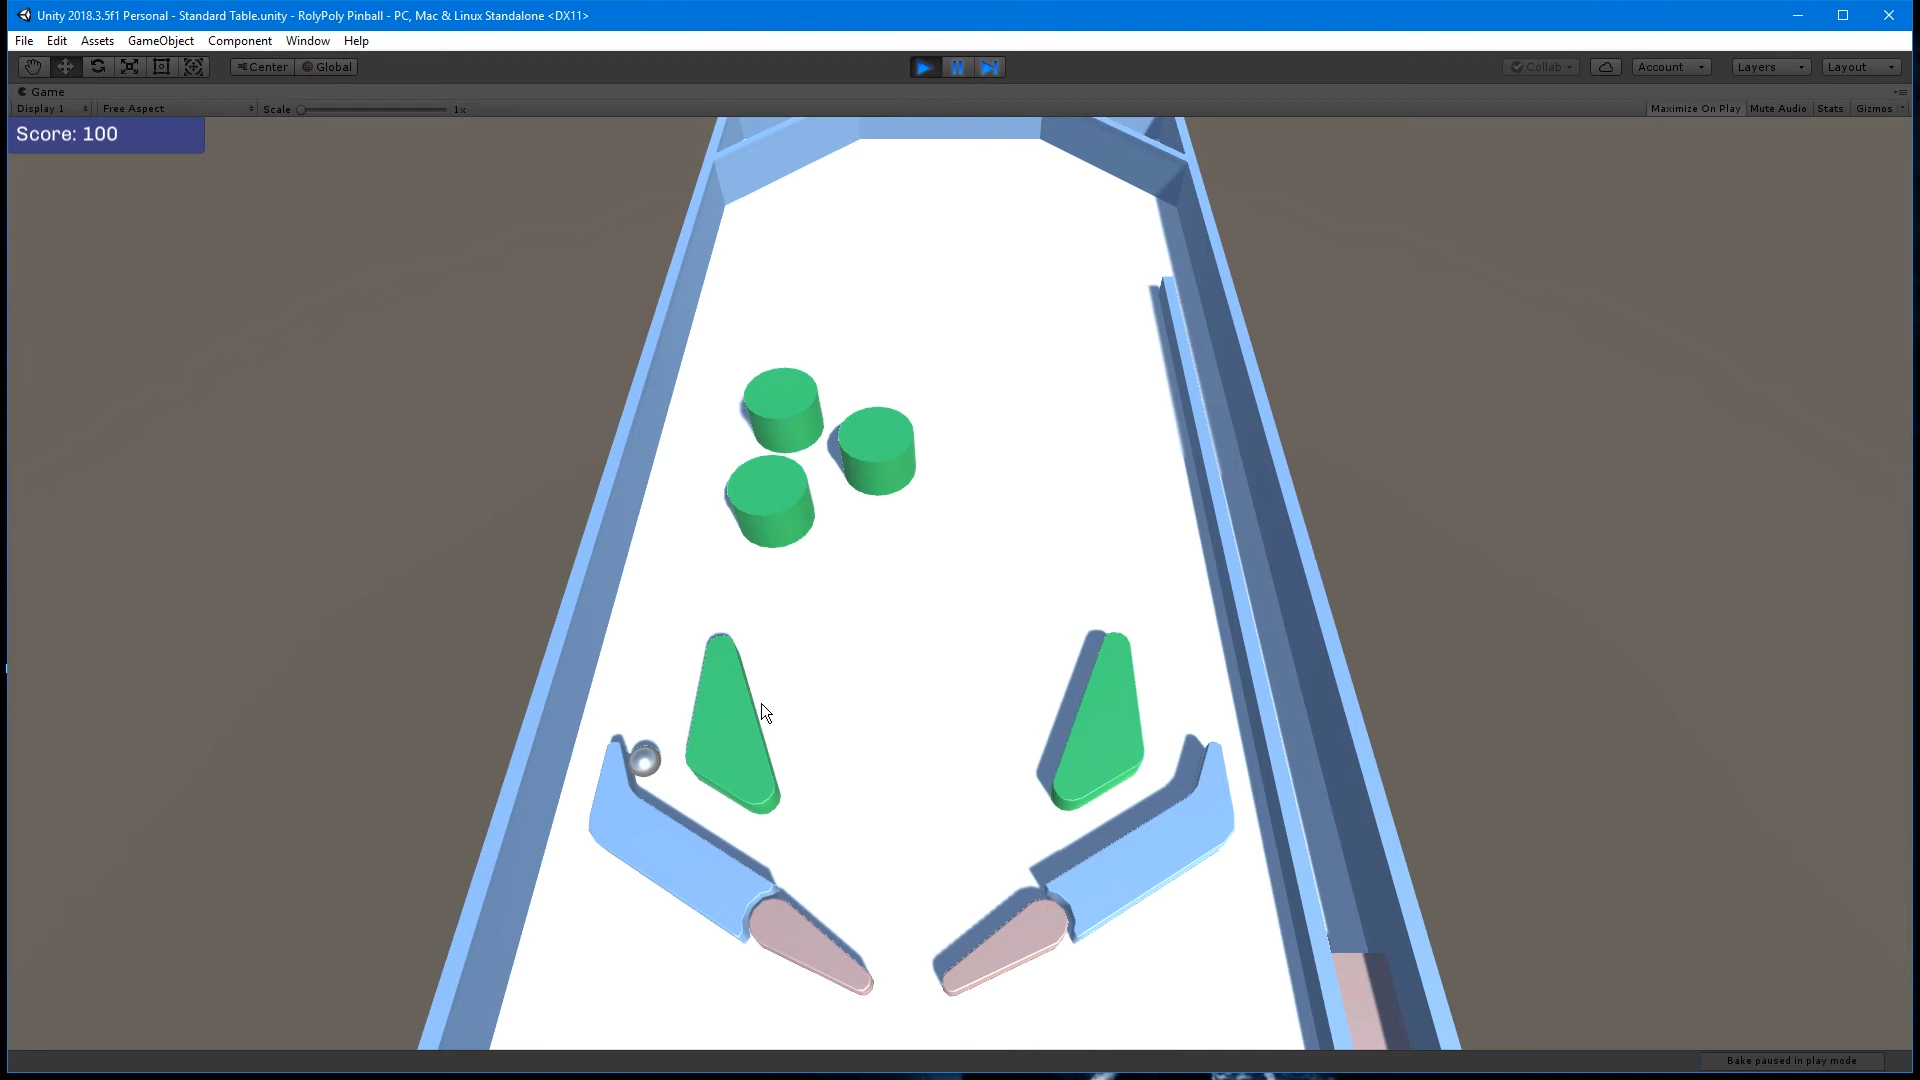 Unity 2018.3.5f1 Personal - Standard Table.unity - RolyPoly Pinball - PC, Mac & Linux Standalone <DX11>
File Edit Assets GameObject Component Window Help
Center Global Collab Account Layers Layout
Game
Display 1 Free Aspect Scale 1x Maximize On Play Mute Audio Stats Gizmos
Score: 100
Bake paused in play mode